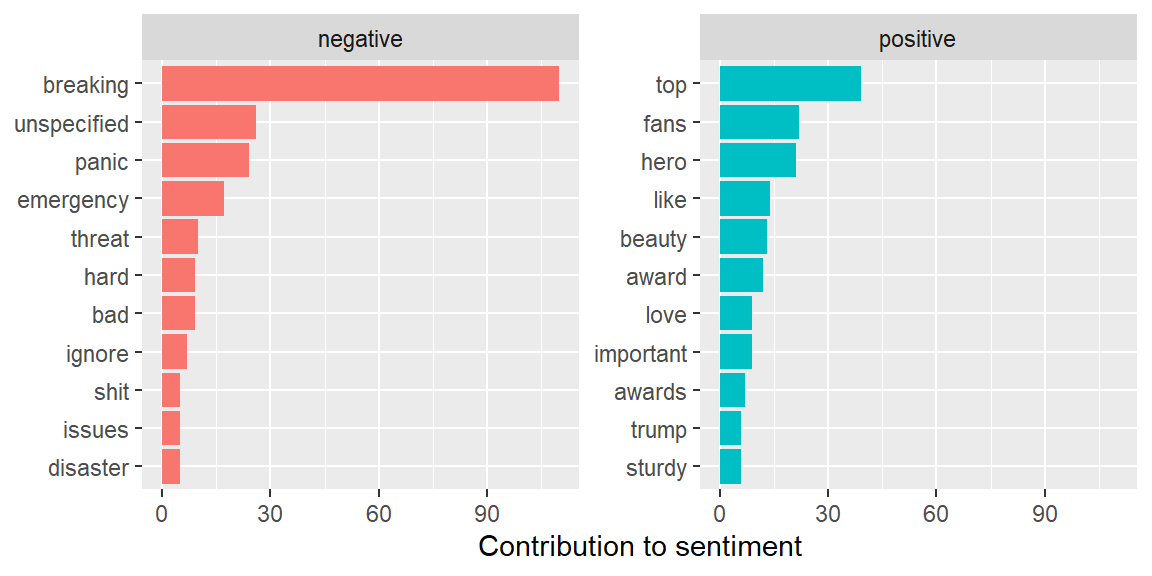 negative
breaking
unspecified
panic
emergency
threat
hard
bad
ignore
shit
issues
disaster
0 30 60 90
positive
top
fans
hero
like
beauty
award
love
important
awards
trump
sturdy
0 30 60 90
Contribution to sentiment